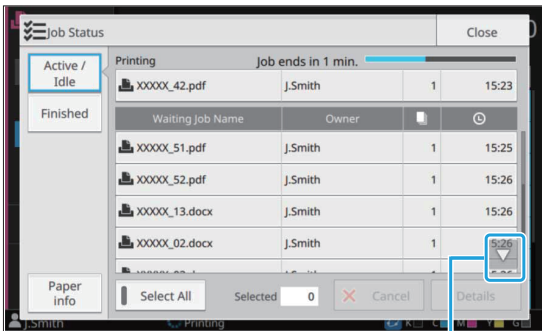 Job Status
Close
Active /
Idle
Printing Job ends in 1 min.
XXXXX_42.pdf J.Smith 1 15:23
Finished
Waiting Job Name Owner
XXXXX_51.pdf J.Smith 1 15:25
XXXXX_52.pdf J.Smith 1 15:26
XXXXX_13.docx J.Smith 1 15:26
XXXXX_02.docx J.Smith 1 5:26
Paper
info
Select All Selected 0 Cancel Details
J.Smith Printing K C M Y G